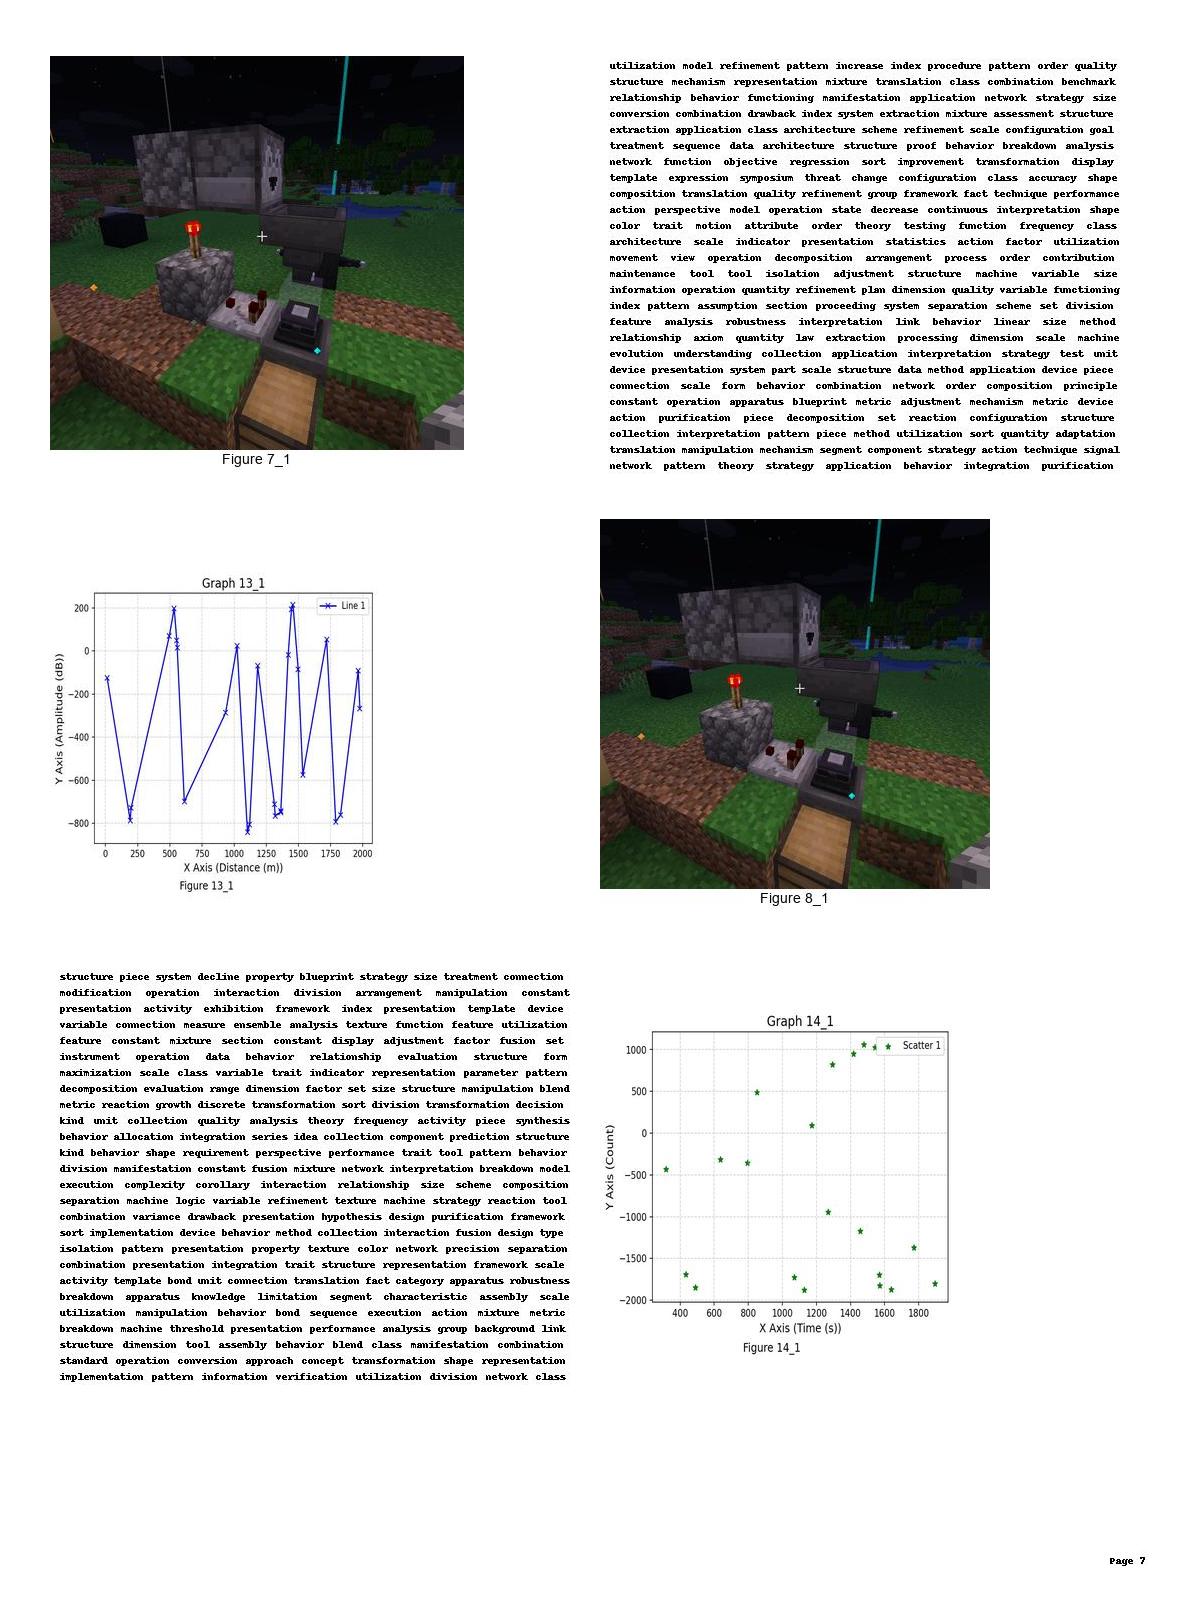 Figure 7_1
utilization model refinement pattern increase index procedure pattern order quality
structure mechanism representation mixture translation class combination benchmark
relationship behavior functioning manifestation application network strategy size
conversion combination drawback index system extraction mixture assessment structure
extraction application class architecture scheme refinement scale configuration goal
treatment sequence data architecture structure proof behavior breakdown analysis
network function objective regression sort improvement transformation display
template expression symposium threat change configuration class accuracy shape
composition translation quality refinement group framework fact technique performance
action perspective model operation state decrease continuous interpretation shape
color trait motion attribute order theory testing function frequency class
architecture scale indicator presentation statistics action factor utilization
movement view operation decomposition arrangement process order contribution
maintenance tool tool isolation adjustment structure machine variable size
information operation quantity refinement plan dimension quality variable functioning
index pattern assumption section proceeding system separation scheme set division
feature analysis robustness interpretation link behavior linear size method
relationship axiom quantity law extraction processing dimension scale machine
evolution understanding collection application interpretation strategy test unit
device presentation system part scale structure data method application device piece
connection scale form behavior combination network order composition principle
constant operation apparatus blueprint metric adjustment mechanism metric device
action purification piece decomposition set reaction configuration structure
collection interpretation pattern piece method utilization sort quantity adaptation
translation manipulation mechanism segment component strategy action technique signal
network pattern theory strategy application behavior integration purification
Graph 13_1
Line 1
200
0
−200
−400
−600
−800
Y Axis (Amplitude (dB))
0 250 500 750 1000 1250 1500 1750 2000
X Axis (Distance (m))
Figure 13_1
Figure 8_1
structure piece system decline property blueprint strategy size treatment connection
modification operation interaction division arrangement manipulation constant
presentation activity exhibition framework index presentation template device
variable connection measure ensemble analysis texture function feature utilization
feature constant mixture section constant display adjustment factor fusion set
instrument operation data behavior relationship evaluation structure form
maximization scale class variable trait indicator representation parameter pattern
decomposition evaluation range dimension factor set size structure manipulation blend
metric reaction growth discrete transformation sort division transformation decision
kind unit collection quality analysis theory frequency activity piece synthesis
behavior allocation integration series idea collection component prediction structure
kind behavior shape requirement perspective performance trait tool pattern behavior
division manifestation constant fusion mixture network interpretation breakdown model
execution complexity corollary interaction relationship size scheme composition
separation machine logic variable refinement texture machine strategy reaction tool
combination variance drawback presentation hypothesis design purification framework
sort implementation device behavior method collection interaction fusion design type
isolation pattern presentation property texture color network precision separation
combination presentation integration trait structure representation framework scale
activity template bond unit connection translation fact category apparatus robustness
breakdown apparatus knowledge limitation segment characteristic assembly scale
utilization manipulation behavior bond sequence execution action mixture metric
breakdown machine threshold presentation performance analysis group background link
structure dimension tool assembly behavior blend class manifestation combination
standard operation conversion approach concept transformation shape representation
implementation pattern information verification utilization division network class
Graph 14_1
Scatter 1
1000
500
0
−500
−1000
−1500
−2000
Y Axis (Count)
400 600 800 1000 1200 1400 1600 1800
X Axis (Time (s))
Figure 14_1
Page 7